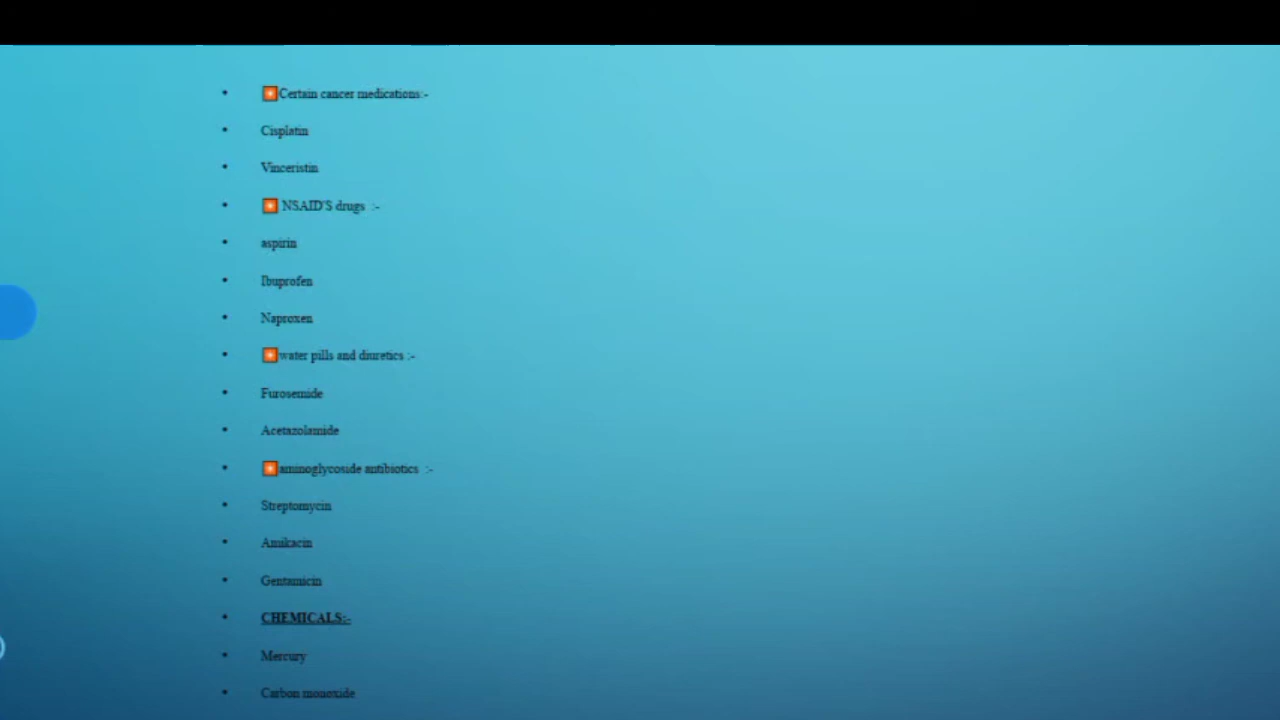 • Certain cancer medications:-
• Cisplatin
• Vinceristin
• NSAID'S drugs :-
• aspirin
• Ibuprofen
• Naproxen
• water pills and diuretics :-
• Furosemide
• Acetazolamide
• aminoglycoside antibiotics :-
• Streptomycin
• Amikacin
• Gentamicin
• CHEMICALS:-
• Mercury
• Carbon monoxide